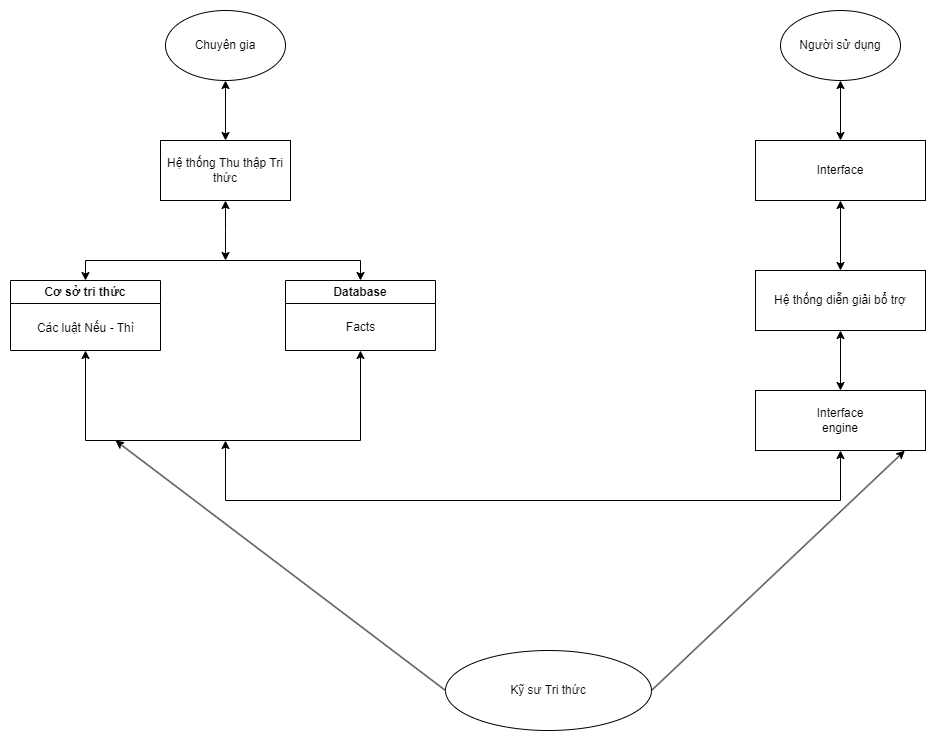 Chuyên gia
Người sử dụng
Hệ thống Thu thập Tri
thức
Interface
Cơ sở tri thức
Các luật Nếu - Thì
Database
Facts
Hệ thống diễn giải bổ trợ
Interface
engine
Kỹ sư Tri thức